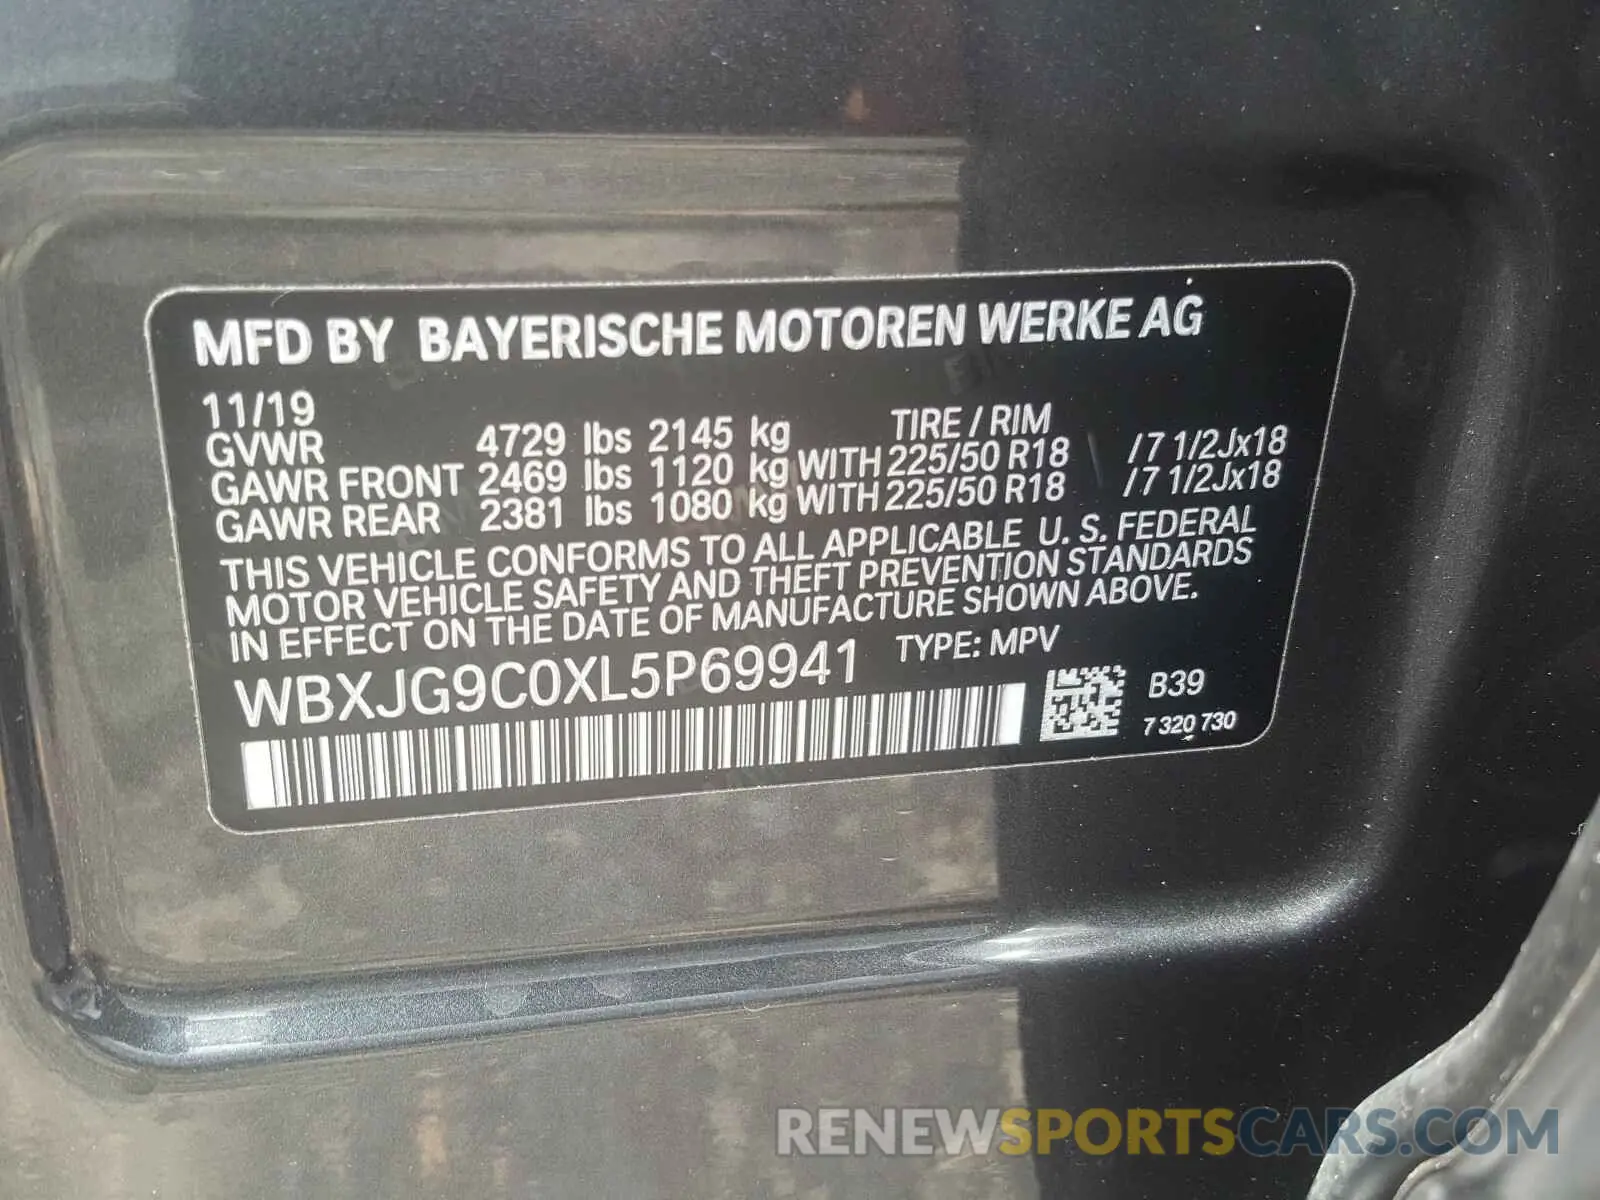 MFD BY BAYERISCHE MOTOREN WERKE AG
11/19 TIRE / RIM
GVWR 4729 lbs 2145 kg
GAWR FRONT 2469 lbs 1120 kg WITH 225/50 R18 /7 1/2Jx18
GAWR REAR 2381 lbs 1080 kg WITH 225/50 R18 /7 1/2Jx18
THIS VEHICLE CONFORMS TO ALL APPLICABLE U. S. FEDERAL
MOTOR VEHICLE SAFETY AND THEFT PREVENTION STANDARDS
IN EFFECT ON THE DATE OF MANUFACTURE SHOWN ABOVE.
WBXJG9C0XL5P69941 TYPE: MPV
B39
7 320 730
RENEWSPORTSCARS.COM